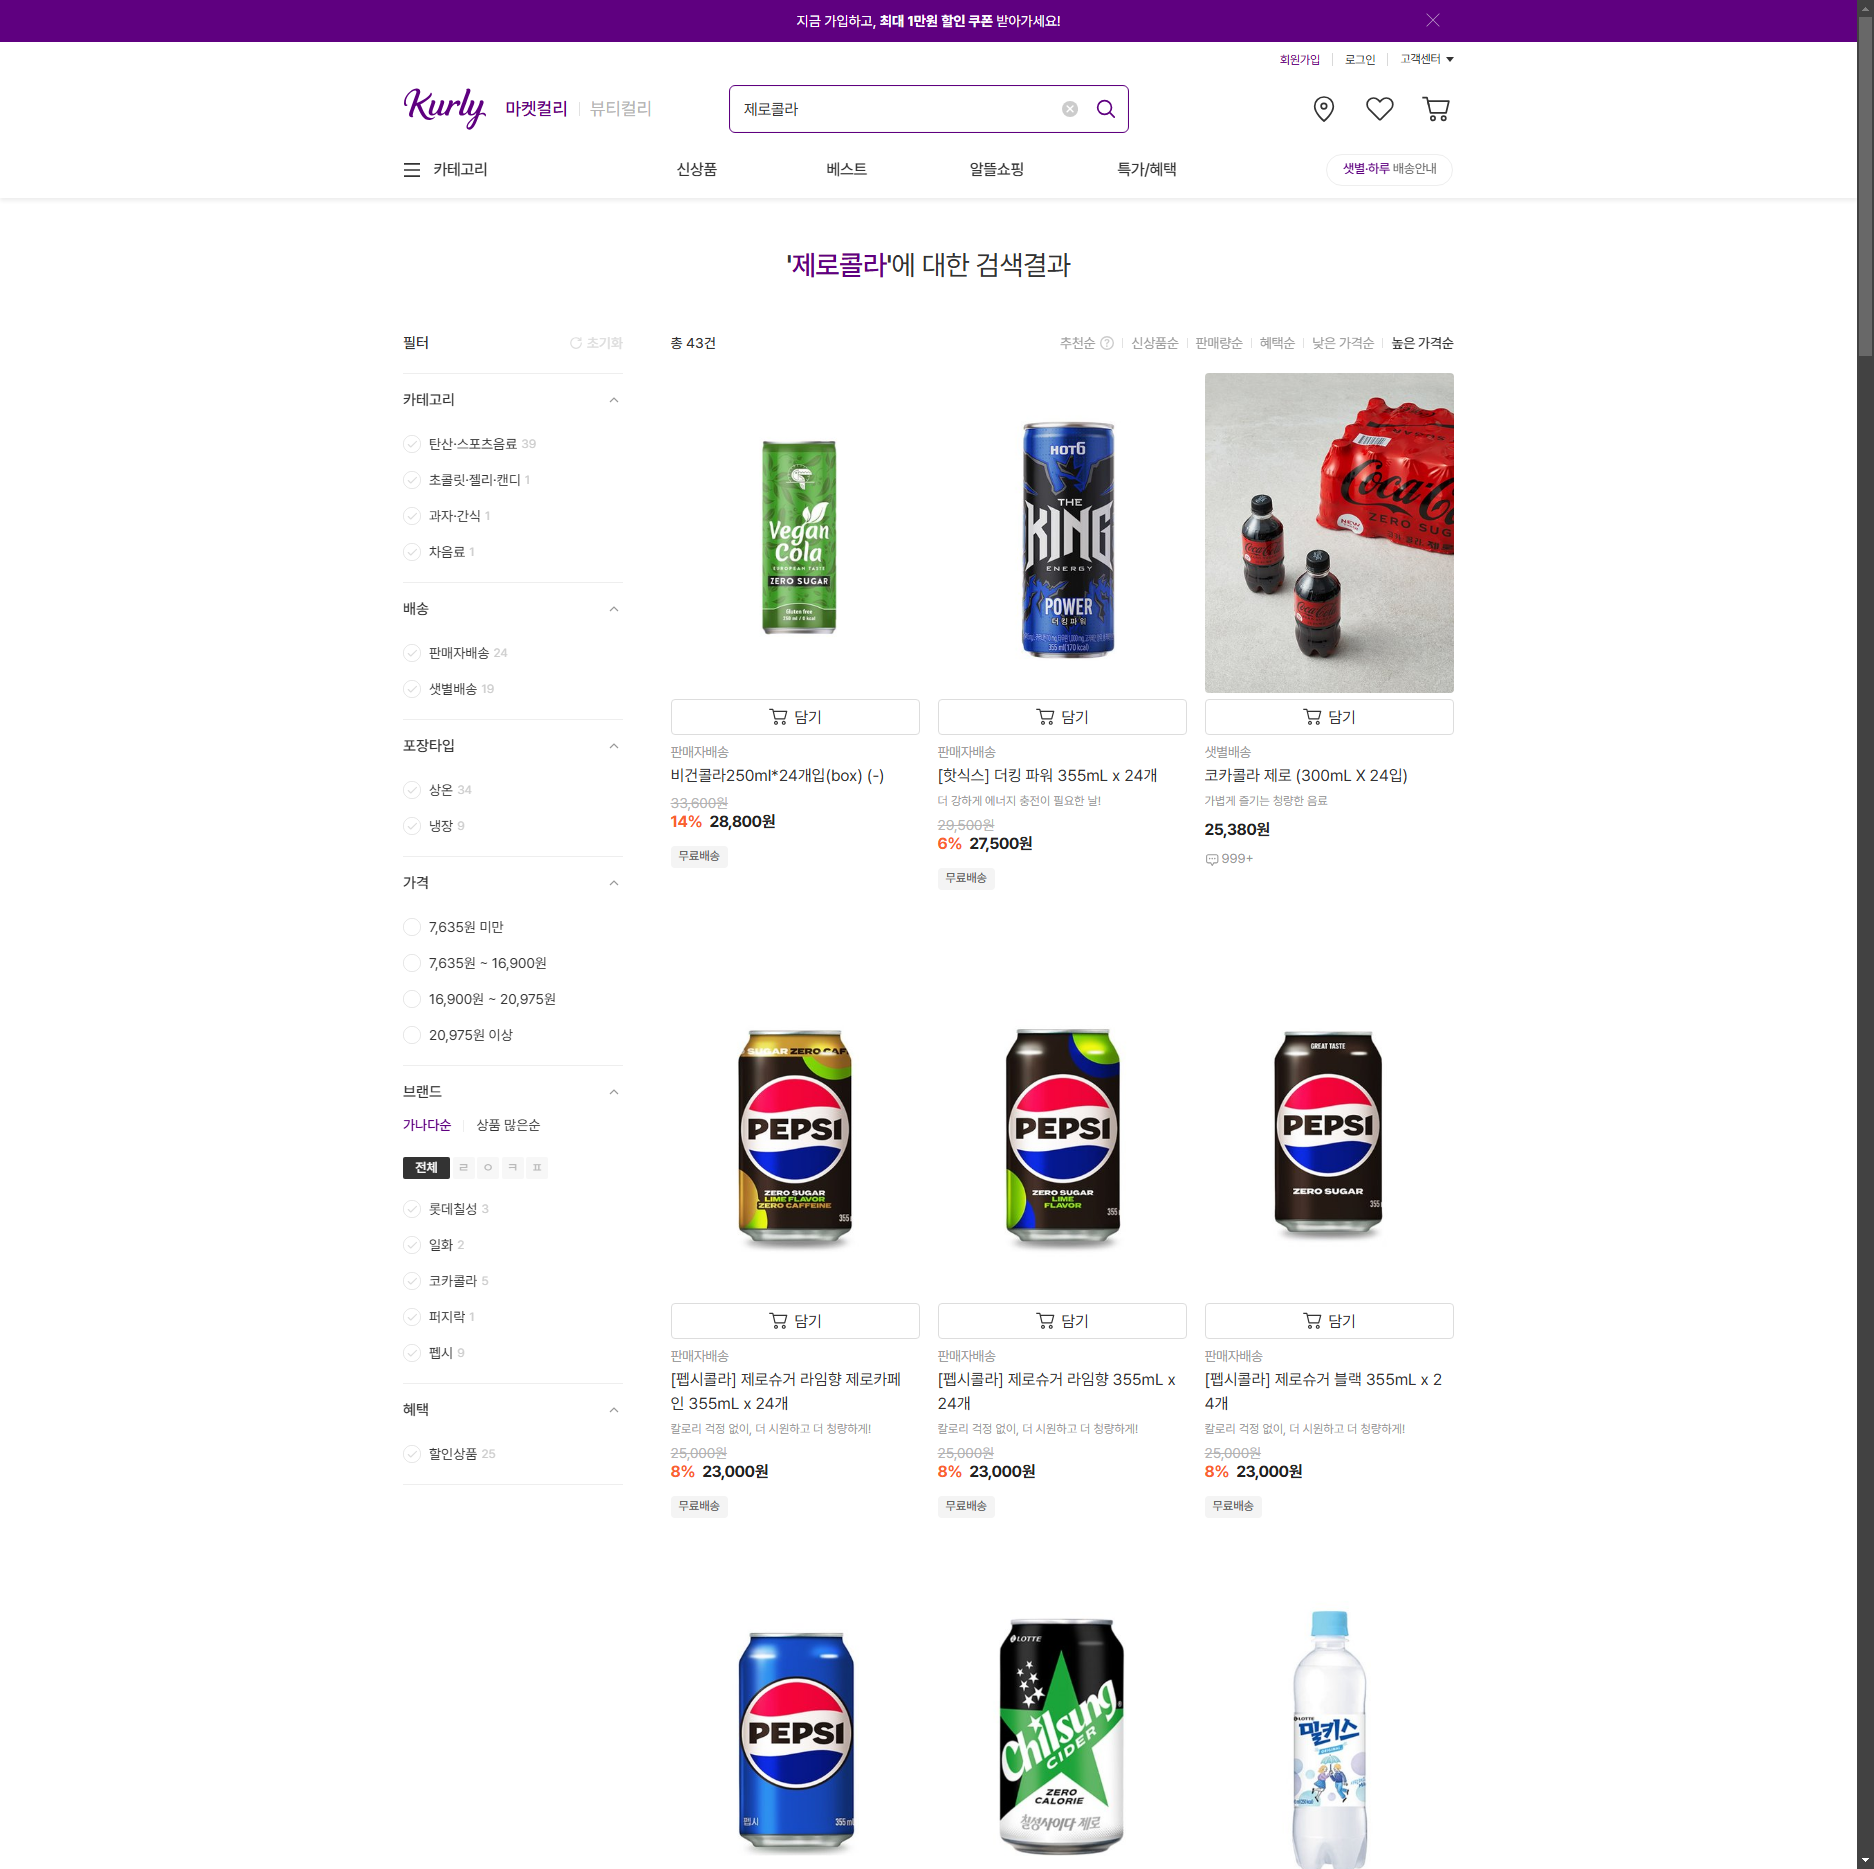 지금 가입하고, 최대 1만원 할인 쿠폰 받아가세요!
회원가입 로그인 고객센터
Kurly 마켓컬리 뷰티컬리
제로콜라
카테고리 신상품 베스트 알뜰쇼핑 특가/혜택 샛별·하루 배송안내
'제로콜라'에 대한 검색결과
필터 초기화
총 43건 추천순 신상품순 판매량순 혜택순 낮은 가격순 높은 가격순
카테고리
탄산·스포츠음료 39
초콜릿·젤리·캔디 1
과자·간식 1
차음료 1
배송
판매자배송 24
샛별배송 19
포장타입
상온 34
냉장 9
가격
7,635원 미만
7,635원 ~ 16,900원
16,900원 ~ 20,975원
20,975원 이상
브랜드
가나다순 상품 많은순
전체 ㄹ ㅇ ㅋ ㅍ
롯데칠성 3
일화 2
코카콜라 5
퍼지락 1
펩시 9
혜택
할인상품 25
Vegan
Cola
EUROPEAN TASTE
ZERO SUGAR
Gluten free
담기
판매자배송
비건콜라250ml*24개입(box) (-)
33,600원
14% 28,800원
무료배송
HOT6
THE
KING
ENERGY
POWER
더킹파워
355 ml(170 kcal)
담기
판매자배송
[핫식스] 더킹 파워 355mL x 24개
더 강하게 에너지 충전이 필요한 날!
29,500원
6% 27,500원
무료배송
Coca-Co
ZERO SUG
NEW
담기
샛별배송
코카콜라 제로 (300mL X 24입)
가볍게 즐기는 청량한 음료
25,380원
999+
SUGAR ZERO CAF
PEPSI
ZERO SUGAR
LIME FLAVOR
ZERO CAFFEINE
355
담기
판매자배송
[펩시콜라] 제로슈거 라임향 제로카페
인 355mL x 24개
칼로리 걱정 없이, 더 시원하고 더 청량하게!
25,000원
8% 23,000원
무료배송
PEPSI
ZERO SUGAR
LIME
FLAVOR
355
담기
판매자배송
[펩시콜라] 제로슈거 라임향 355mL x
24개
칼로리 걱정 없이, 더 시원하고 더 청량하게!
25,000원
8% 23,000원
무료배송
GREAT TASTE
PEPSI
ZERO SUGAR
355
담기
판매자배송
[펩시콜라] 제로슈거 블랙 355mL x 2
4개
칼로리 걱정 없이, 더 시원하고 더 청량하게!
25,000원
8% 23,000원
무료배송
PEPSI
펩시 355 m
LOTTE
Chilsung
CIDER
ZERO
CALORIE
칠성사이다 제로
LOTTE
밀키스